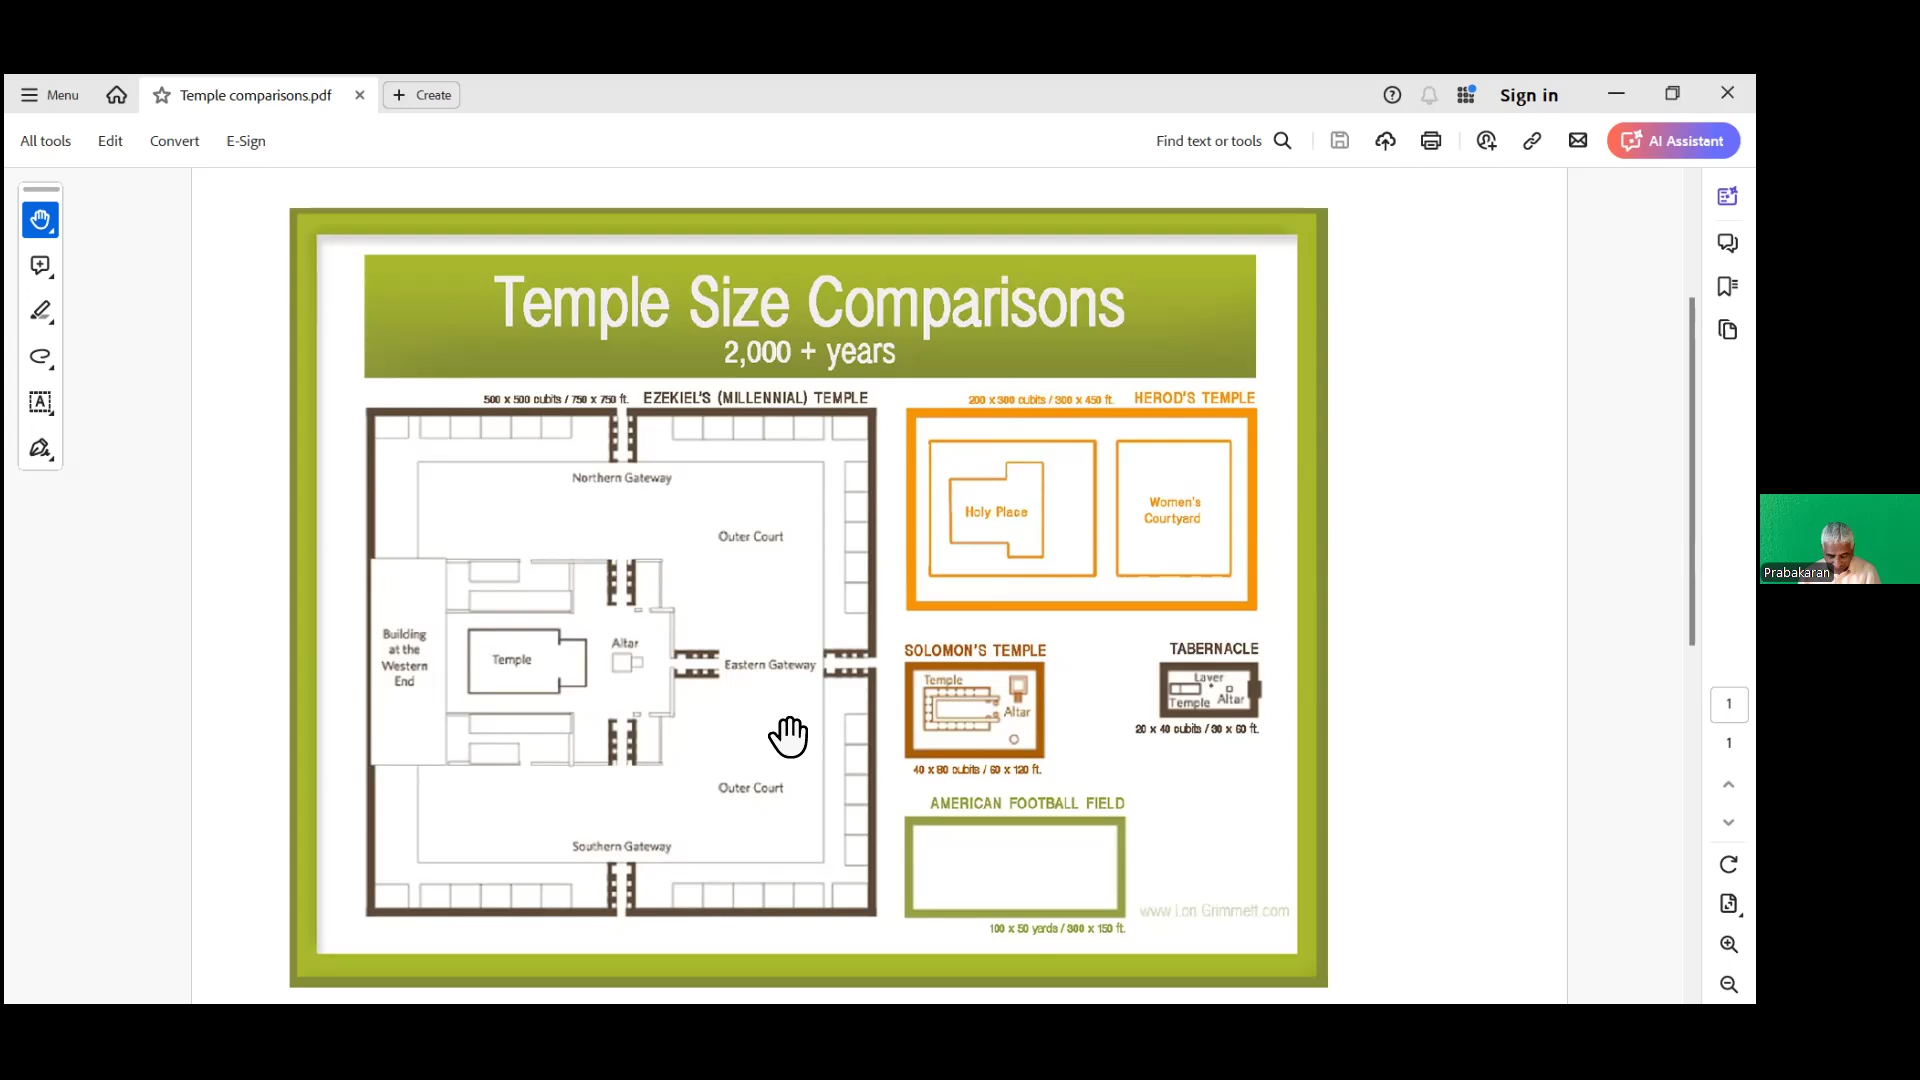 Menu
Temple comparisons.pdf
Create
Sign in
All tools
Edit
Convert
E-Sign
Find text or tools
AI Assistant
Temple Size Comparisons
2,000 + years
500 x 500 cubits / 750 x 750 ft.
EZEKIEL'S (MILLENNIAL) TEMPLE
200 x 300 cubits / 300 x 450 ft.
HEROD'S TEMPLE
Northern Gateway
Outer Court
Building
at the
Western
End
Temple
Altar
Eastern Gateway
Outer Court
Southern Gateway
Holy Place
Women's
Courtyard
SOLOMON'S TEMPLE
Temple
Altar
40 x 80 cubits / 60 x 120 ft.
TABERNACLE
Laver
Temple
Altar
20 x 40 cubits / 30 x 60 ft.
AMERICAN FOOTBALL FIELD
100 x 50 yards / 300 x 150 ft.
www Lori Grimmett.com
1
1
Prabakaran